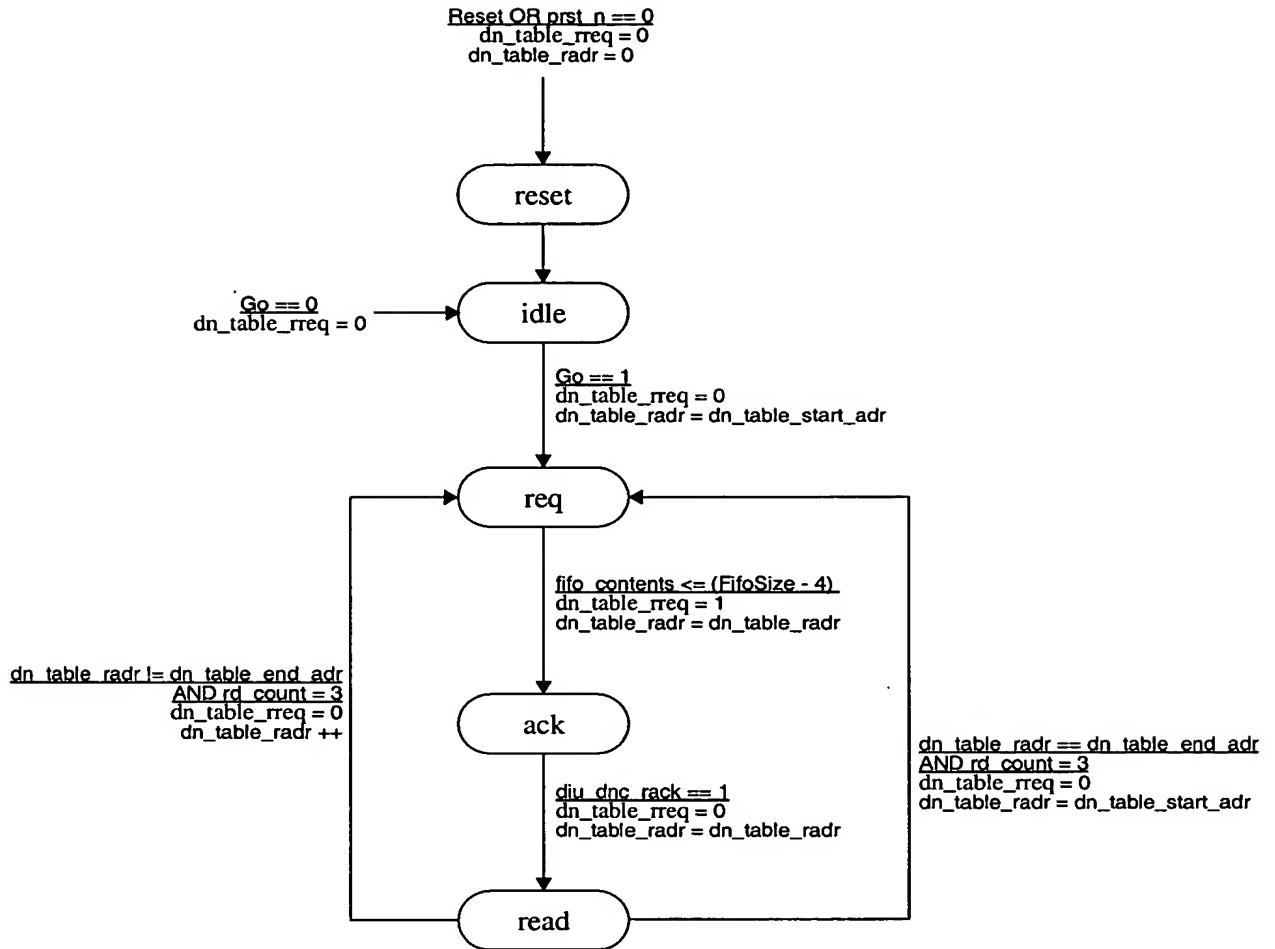 Reset OR prst_n == 0
dn_table_rreq = 0
dn_table_radr = 0
reset
Go == 0
dn_table_rreq = 0
idle
Go == 1
dn_table_rreq = 0
dn_table_radr = dn_table_start_adr
req
fifo_contents <= (FifoSize - 4)
dn_table_rreq = 1
dn_table_radr = dn_table_radr
dn_table_radr != dn_table_end_adr
AND rd_count = 3
dn_table_rreq = 0
dn_table_radr ++
ack
dn_table_radr == dn_table_end_adr
AND rd_count = 3
dn_table_rreq = 0
dn_table_radr = dn_table_start_adr
diu_dnc_rack == 1
dn_table_rreq = 0
dn_table_radr = dn_table_radr
read